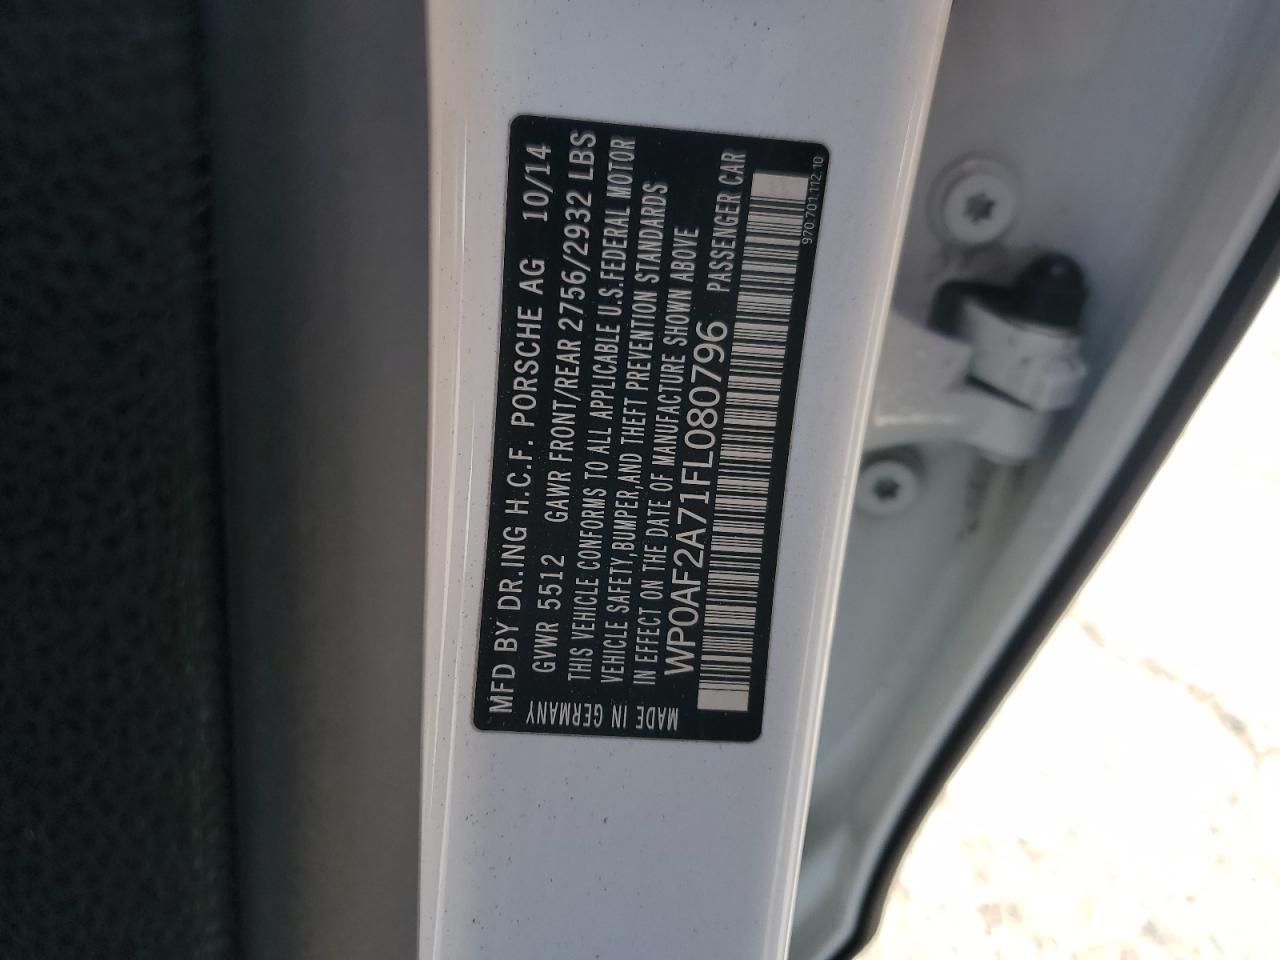 MFD BY DR.ING H.C.F. PORSCHE AG 10/14
GVWR 5512 GAWR FRONT/REAR 2756/2932 LBS
THIS VEHICLE CONFORMS TO ALL APPLICABLE U.S.FEDERAL MOTOR
VEHICLE SAFETY,BUMPER,AND THEFT PREVENTION STANDARDS
IN EFFECT ON THE DATE OF MANUFACTURE SHOWN ABOVE
WP0AF2A71FL080796 PASSENGER CAR
MADE IN GERMANY
970.701.112.10